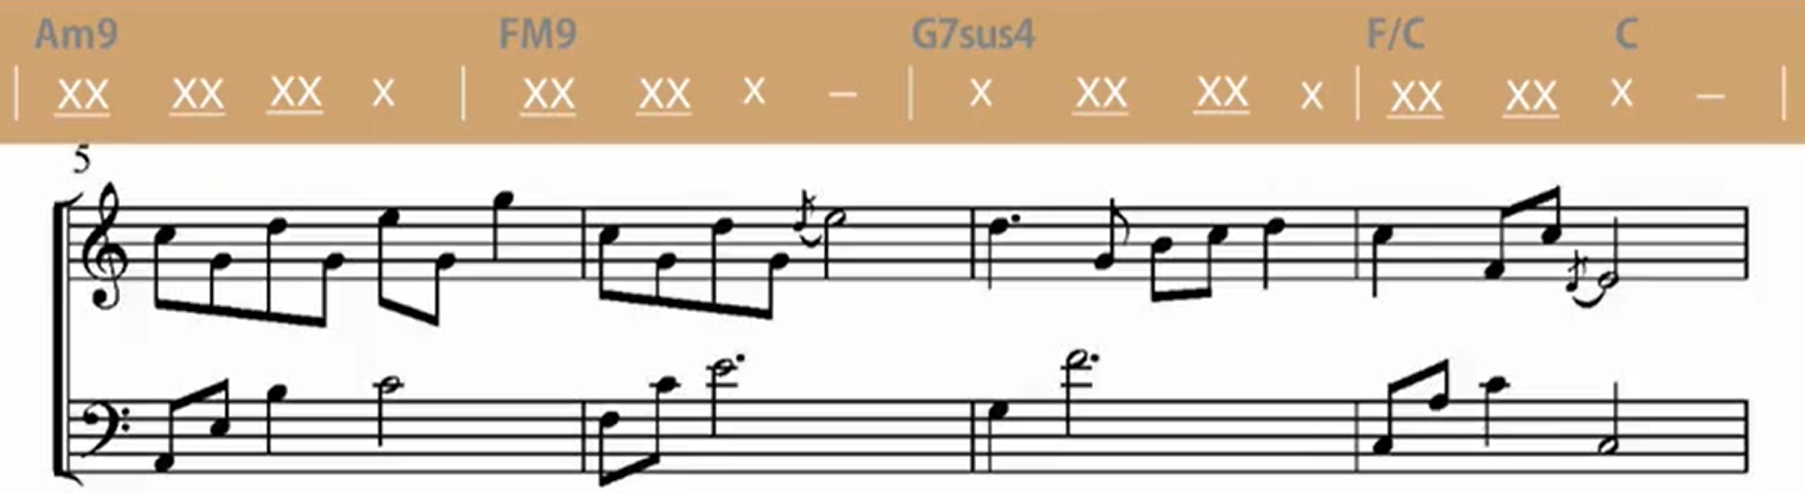 Am9 FM9 G7sus4 F/C C
| XX XX XX X | XX XX X – | X XX XX X | XX XX X – |
5